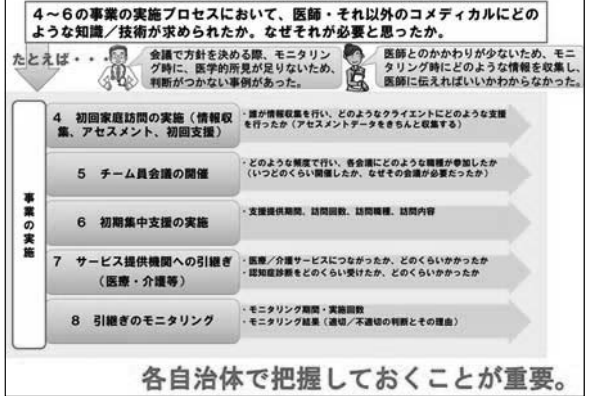 4～6の事業の実施プロセスにおいて、医師・それ以外のコメディカルにどの
ような知識/技術が求められたか。なぜそれが必要と思ったか。
たとえば・・
会議で方針を決める際、モニタリン
グ時に、医学的所見が足りないため、
判断がつかない事例があった。
医師とのかかわりが少ないため、モニ
タリング時にどのような情報を収集し、
医師に伝えればいいかわからなかった。
事業の実施
4 初回家庭訪問の実施（情報収
集、アセスメント、初回支援）
・誰が情報収集を行い、どのようなクライエントにどのような支援
を行ったか（アセスメントデータをきちんと収集する）
5 チーム員会議の開催
・どのような頻度で行い、各会議にどのような職種が参加したか
（いつどのくらい開催したか、なぜその会議が必要だったか）
6 初期集中支援の実施
・支援提供期間、訪問回数、訪問職種、訪問内容
7 サービス提供機関への引継ぎ
（医療・介護等）
・医療/介護サービスにつながったか、どのくらいかかったか
・認知症診断をどのくらい受けたか、どのくらいかかったか
8 引継ぎのモニタリング
・モニタリング期間・実施回数
・モニタリング結果（適切/不適切の判断とその理由）
各自治体で把握しておくことが重要。